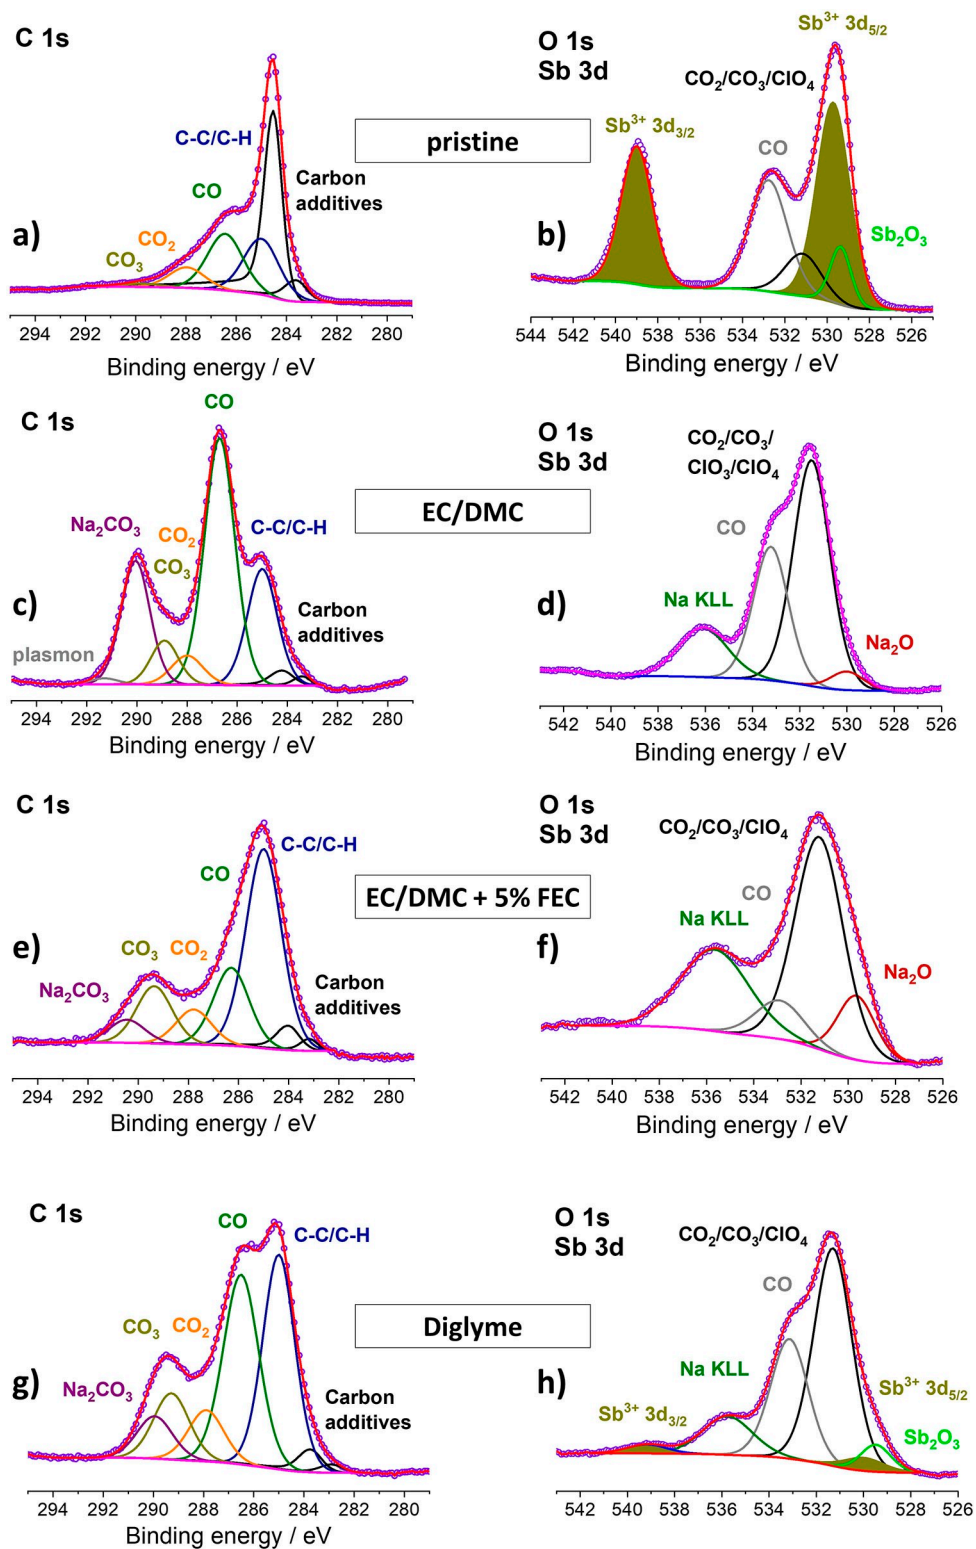 C 1s
O 1s
Sb 3d
Sb³⁺ 3d₅/₂
CO₂/CO₃/ClO₄
C-C/C-H
pristine
Sb³⁺ 3d₃/₂
CO
CO
Carbon
additives
a)
CO₂
CO₃
b)
Sb₂O₃
294 292 290 288 286 284 282 280
544 542 540 538 536 534 532 530 528 526
Binding energy / eV
Binding energy / eV
C 1s
CO
O 1s
Sb 3d
CO₂/CO₃/
ClO₃/ClO₄
Na₂CO₃
CO₂
CO₃
C-C/C-H
EC/DMC
CO
c)
Carbon
additives
plasmon
d)
Na KLL
Na₂O
294 292 290 288 286 284 282 280
542 540 538 536 534 532 530 528 526
Binding energy / eV
Binding energy / eV
C 1s
O 1s
Sb 3d
CO₂/CO₃/ClO₄
C-C/C-H
CO
EC/DMC + 5% FEC
CO
Na KLL
e)
CO₃
CO₂
Na₂CO₃
Carbon
additives
f)
Na₂O
294 292 290 288 286 284 282 280
542 540 538 536 534 532 530 528 526
Binding energy / eV
Binding energy / eV
C 1s
CO
C-C/C-H
O 1s
Sb 3d
CO₂/CO₃/ClO₄
CO
CO₃
CO₂
Diglyme
g)
Na₂CO₃
Carbon
additives
h)
Na KLL
Sb³⁺ 3d₃/₂
Sb³⁺ 3d₅/₂
Sb₂O₃
294 292 290 288 286 284 282 280
542 540 538 536 534 532 530 528 526
Binding energy / eV
Binding energy / eV